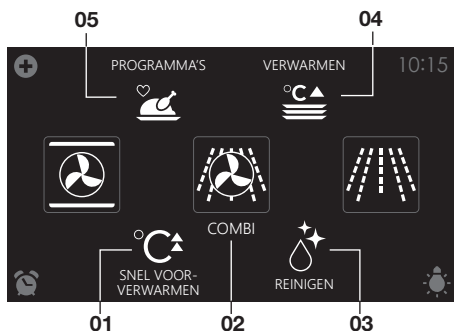 05
04
PROGRAMMA'S
VERWARMEN
10:15
°C
COMBI
°C
SNEL VOOR-
VERWARMEN
REINIGEN
01
02
03